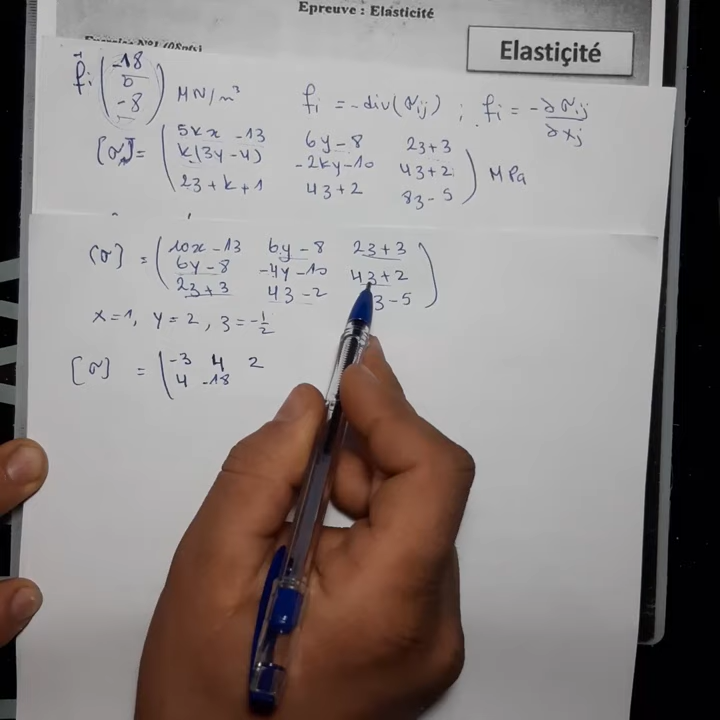 Epreuve : Elasticité
Elastiçité
f⃗i (-18 / 0 / -8) MN/m³ fi = -div(σij) ; fi = -∂σij / ∂xj
[σ] = (5kx - 13 6y - 8 2z + 3
k(3y - 4) -2ky - 10 4z + 2
2z + k + 1 4z + 2 8z - 5) MPa
[σ] = (10x - 13 6y - 8 2z + 3
6y - 8 -4y - 10 4z + 2
2z + 3 4z - 2 z - 5)
x = 1, y = 2, z = -1/2
[σ] = (-3 4 2
4 -18